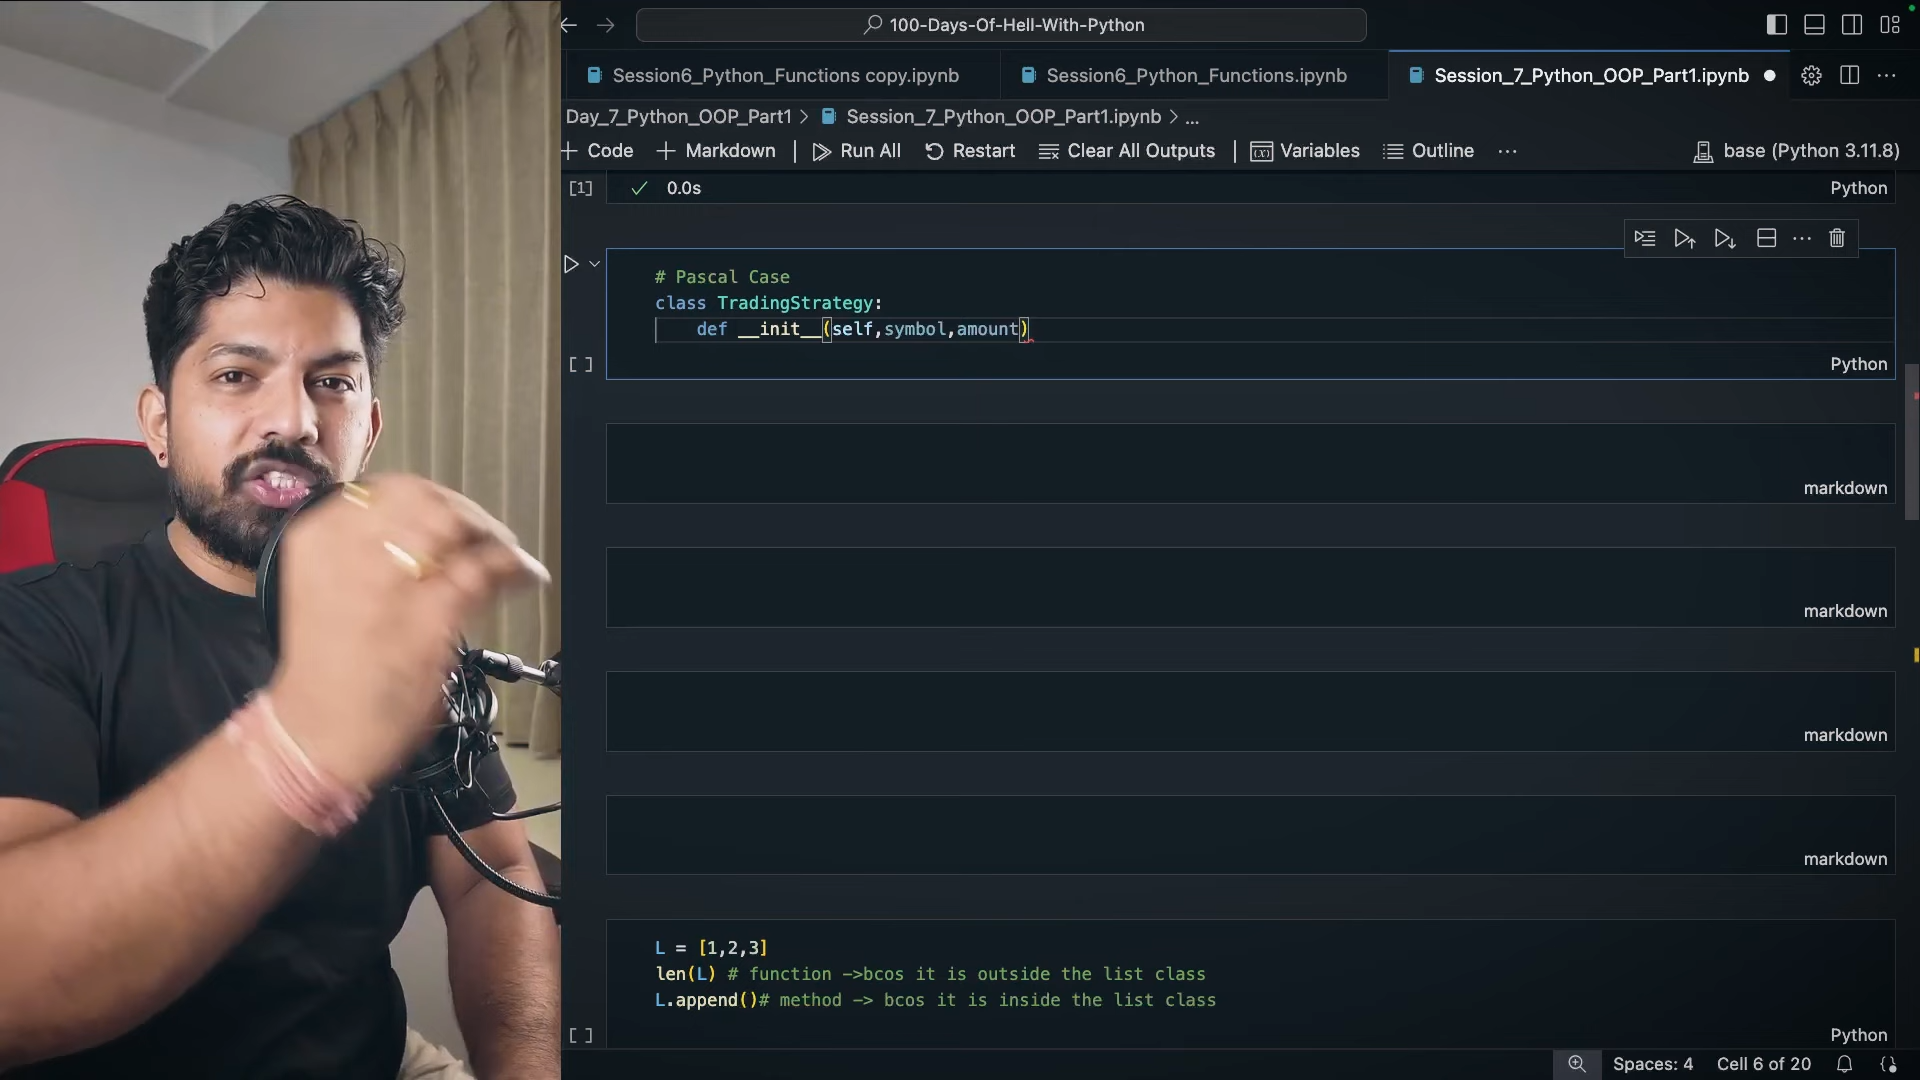 100-Days-Of-Hell-With-Python
Session6_Python_Functions copy.ipynb
Session6_Python_Functions.ipynb
Session_7_Python_OOP_Part1.ipynb
Day_7_Python_OOP_Part1 > Session_7_Python_OOP_Part1.ipynb > ...
+ Code + Markdown | Run All Restart Clear All Outputs | Variables Outline ...
base (Python 3.11.8)
[1] 0.0s
Python
# Pascal Case
class TradingStrategy:
def __init__(self,symbol,amount)
[ ]
Python
markdown
markdown
markdown
markdown
L = [1,2,3]
len(L) # function ->bcos it is outside the list class
L.append()# method -> bcos it is inside the list class
[ ]
Python
Spaces: 4 Cell 6 of 20